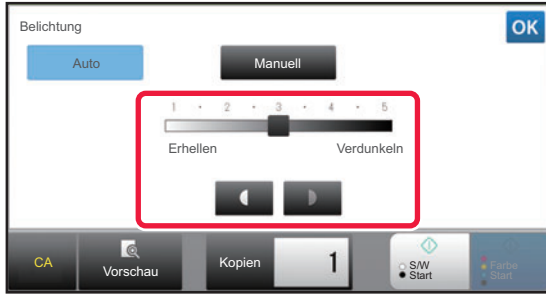 Belichtung
OK
Auto
Manuell
1 · 2 · 3 · 4 · 5
Erhellen
Verdunkeln
CA
Vorschau
Kopien
1
S/W
Start
Farbe
Start